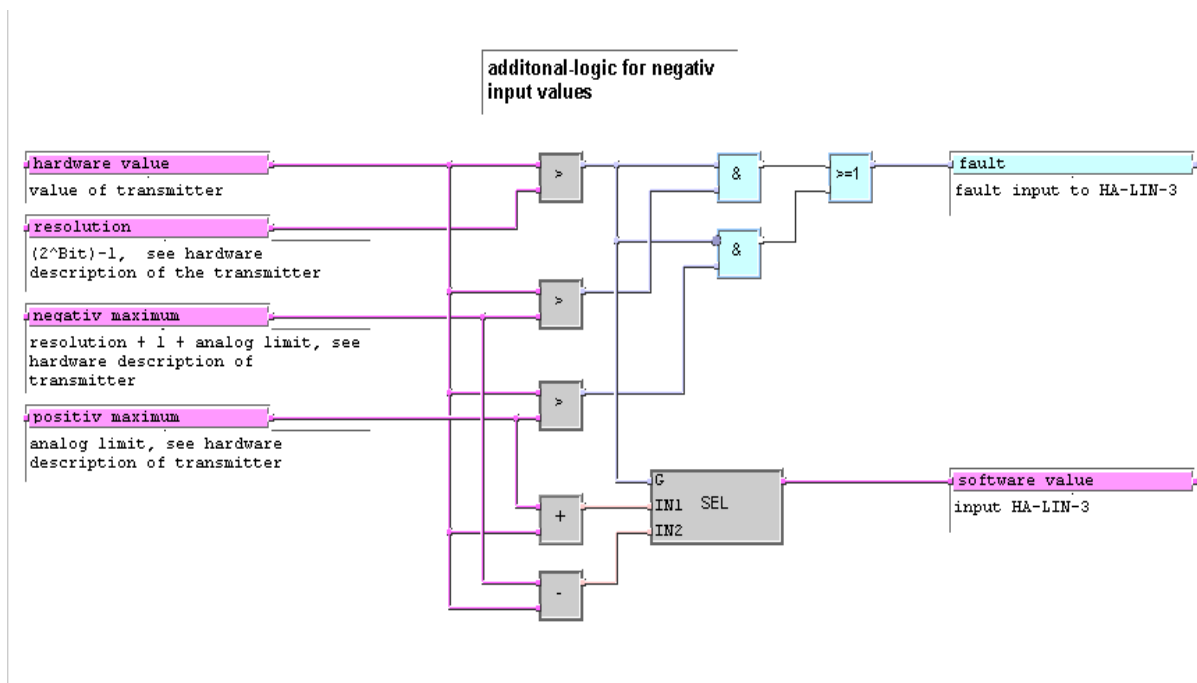 additonal-logic for negativ
input values
hardware value
value of transmitter
resolution
(2^Bit)-1, see hardware
description of the transmitter
negativ maximum
resolution + 1 + analog limit, see
hardware description of
transmitter
positiv maximum
analog limit, see hardware
description of transmitter
>
>
>
+
-
&
&
>=1
G
IN1
IN2
SEL
fault
fault input to HA-LIN-3
software value
input HA-LIN-3